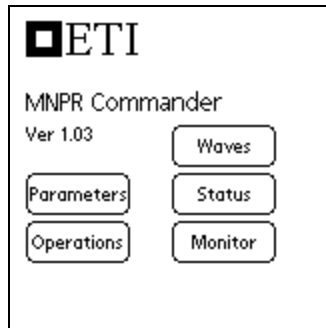 ETI
MNPR Commander
Ver 1.03
Waves
Parameters
Status
Operations
Monitor